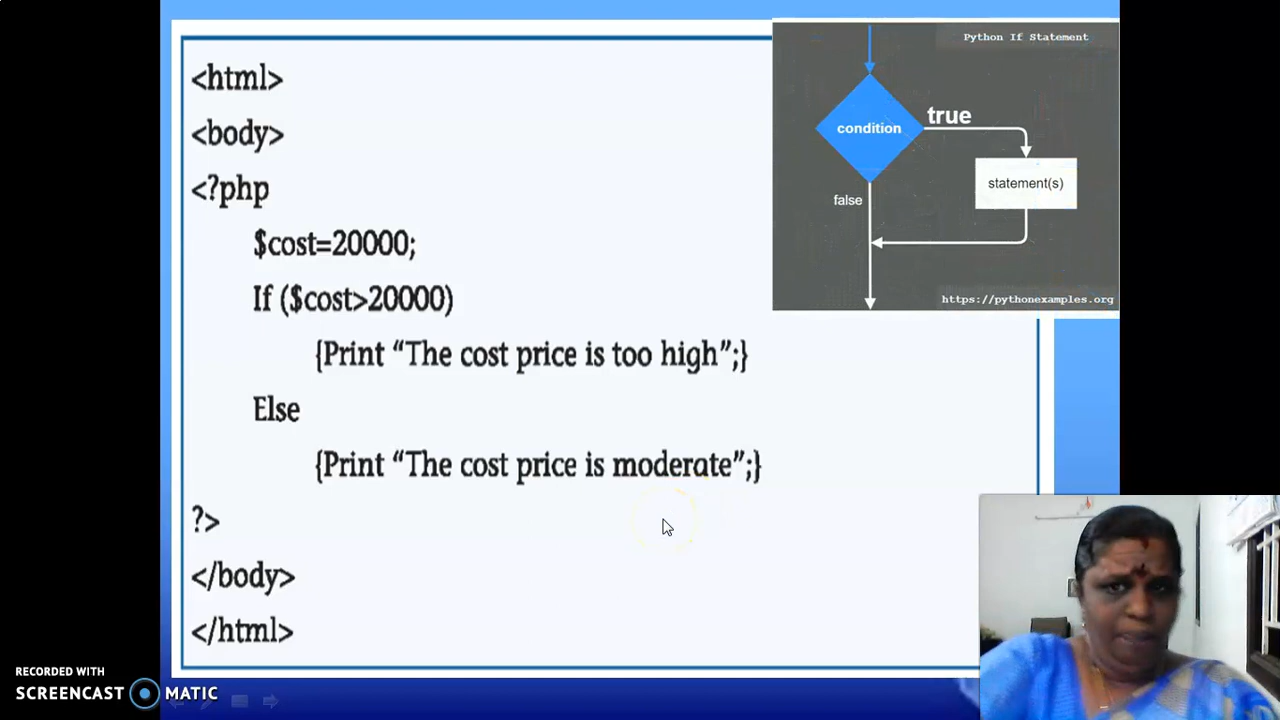 <html>
<body>
<?php
$cost=20000;
If ($cost>20000)
{Print “The cost price is too high”;}
Else
{Print “The cost price is moderate”;}
?>
</body>
</html>
Python If Statement
condition
true
statement(s)
false
https://pythonexamples.org
RECORDED WITH
SCREENCAST MATIC